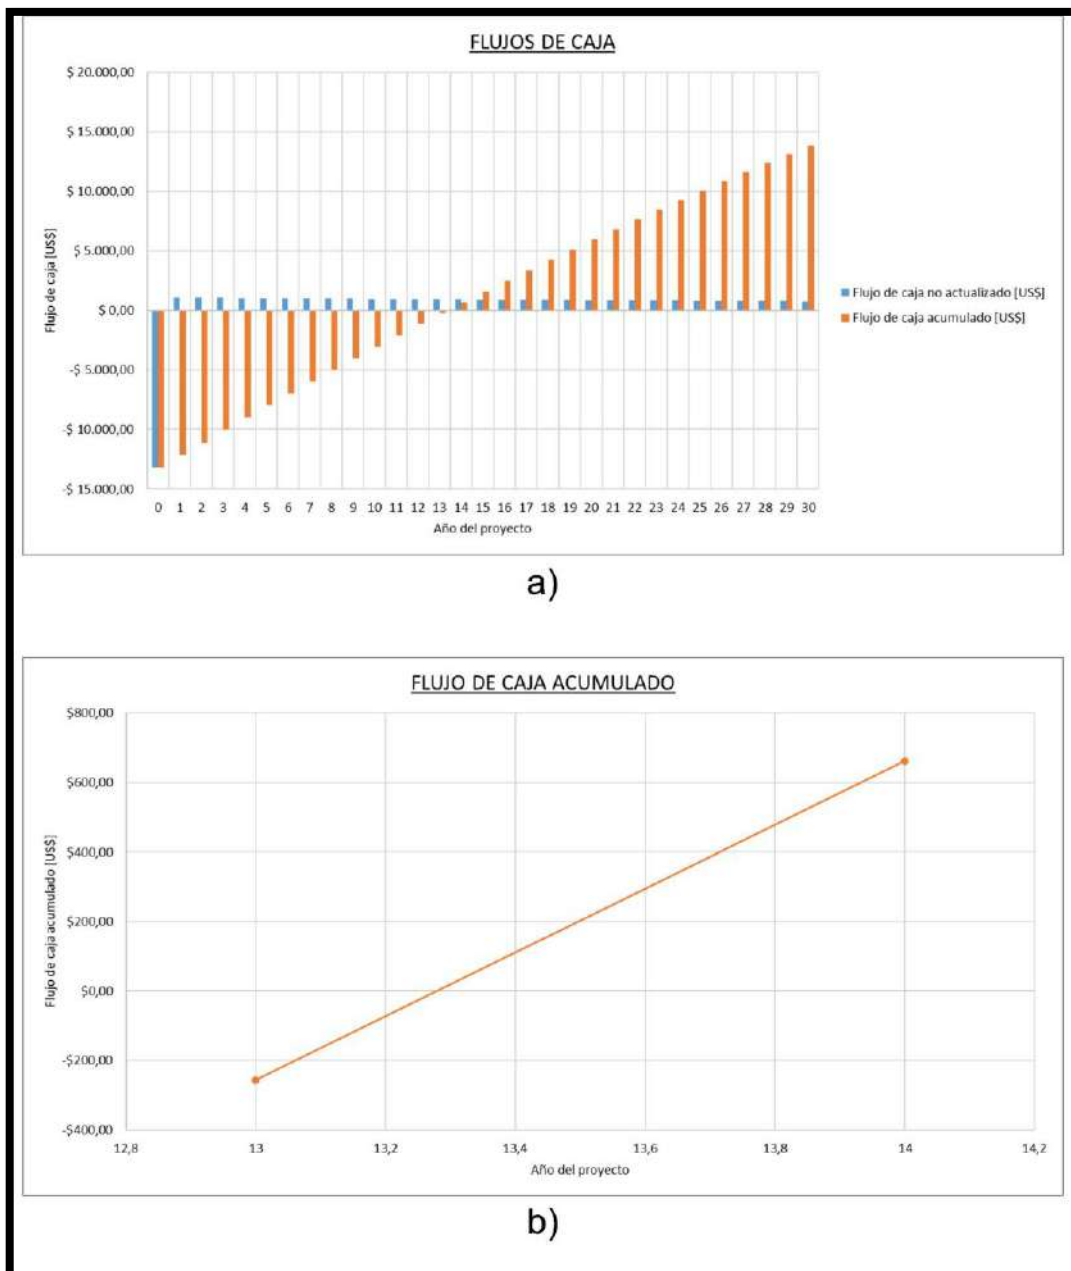 FLUJOS DE CAJA
$ 20.000,00
$ 15.000,00
$ 10.000,00
$ 5.000,00
$ 0,00
-$ 5.000,00
-$ 10.000,00
-$ 15.000,00
Flujo de caja [US$]
0 1 2 3 4 5 6 7 8 9 10 11 12 13 14 15 16 17 18 19 20 21 22 23 24 25 26 27 28 29 30
Año del proyecto
Flujo de caja no actualizado [US$]
Flujo de caja acumulado [US$]
a)
FLUJO DE CAJA ACUMULADO
$800,00
$600,00
$400,00
$200,00
$0,00
-$200,00
-$400,00
Flujo de caja acumulado [US$]
12,8 13 13,2 13,4 13,6 13,8 14 14,2
Año del proyecto
b)